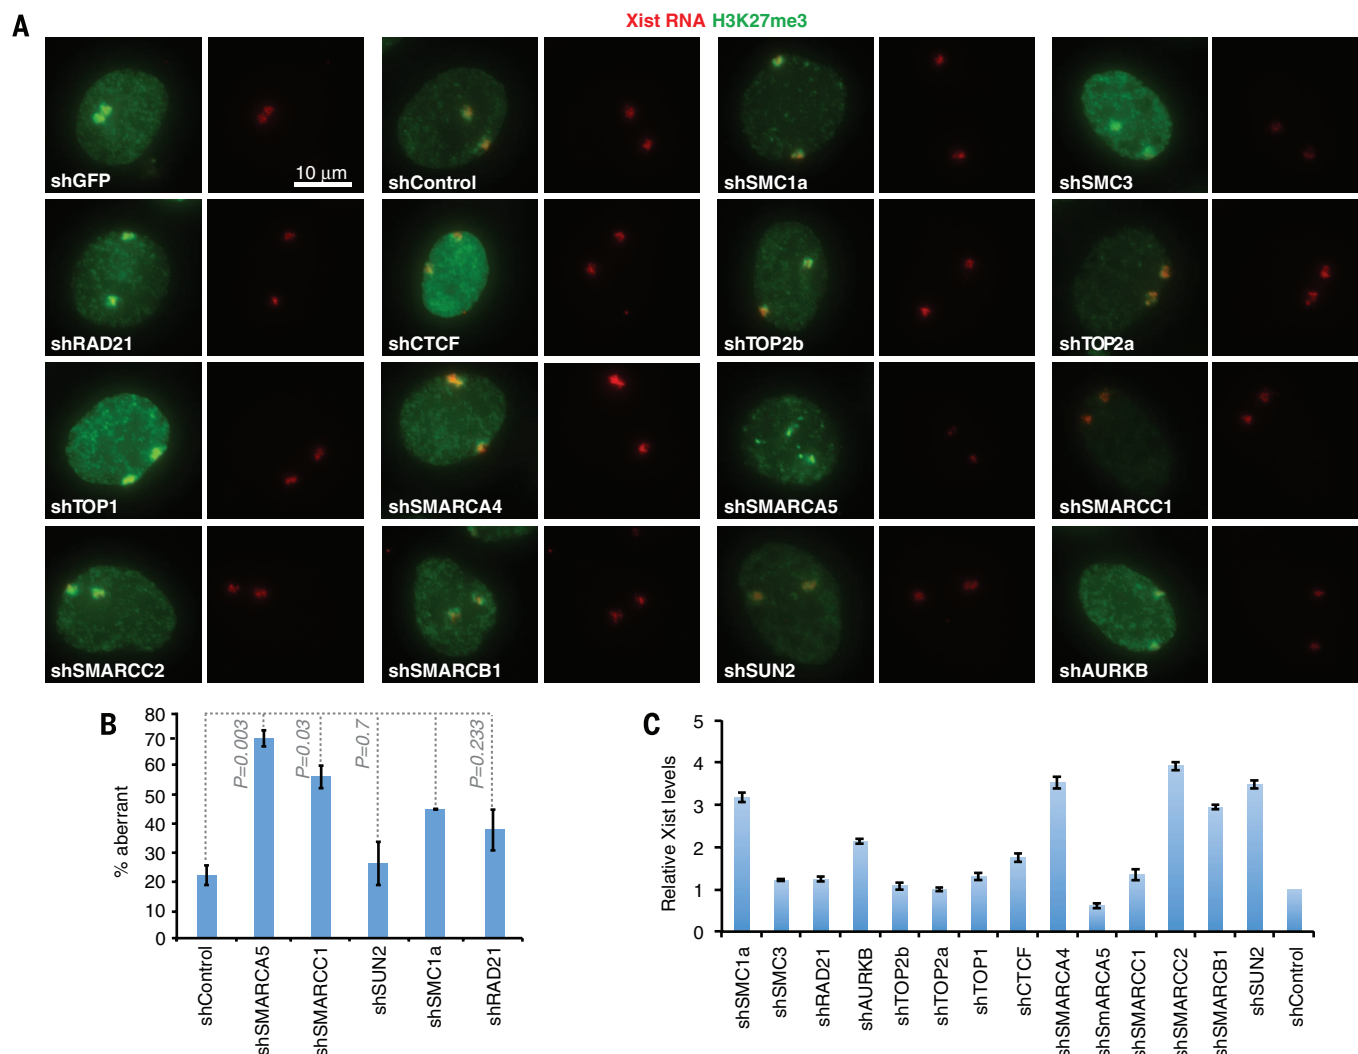 A
Xist RNA H3K27me3
shGFP
10 μm
shControl
shSMC1a
shSMC3
shRAD21
shCTCF
shTOP2b
shTOP2a
shTOP1
shSMARCA4
shSMARCA5
shSMARCC1
shSMARCC2
shSMARCB1
shSUN2
shAURKB
B
% aberrant
80
70
60
50
40
30
20
10
0
P=0.003
P=0.03
P=0.7
P=0.233
shControl
shSMARCA5
shSMARCC1
shSUN2
shSMC1a
shRAD21
C
Relative Xist levels
5
4
3
2
1
0
shSMC1a
shSMC3
shRAD21
shAURKB
shTOP2b
shTOP2a
shTOP1
shCTCF
shSMARCA4
shSmARCA5
shSMARCC1
shSMARCC2
shSMARCB1
shSUN2
shControl